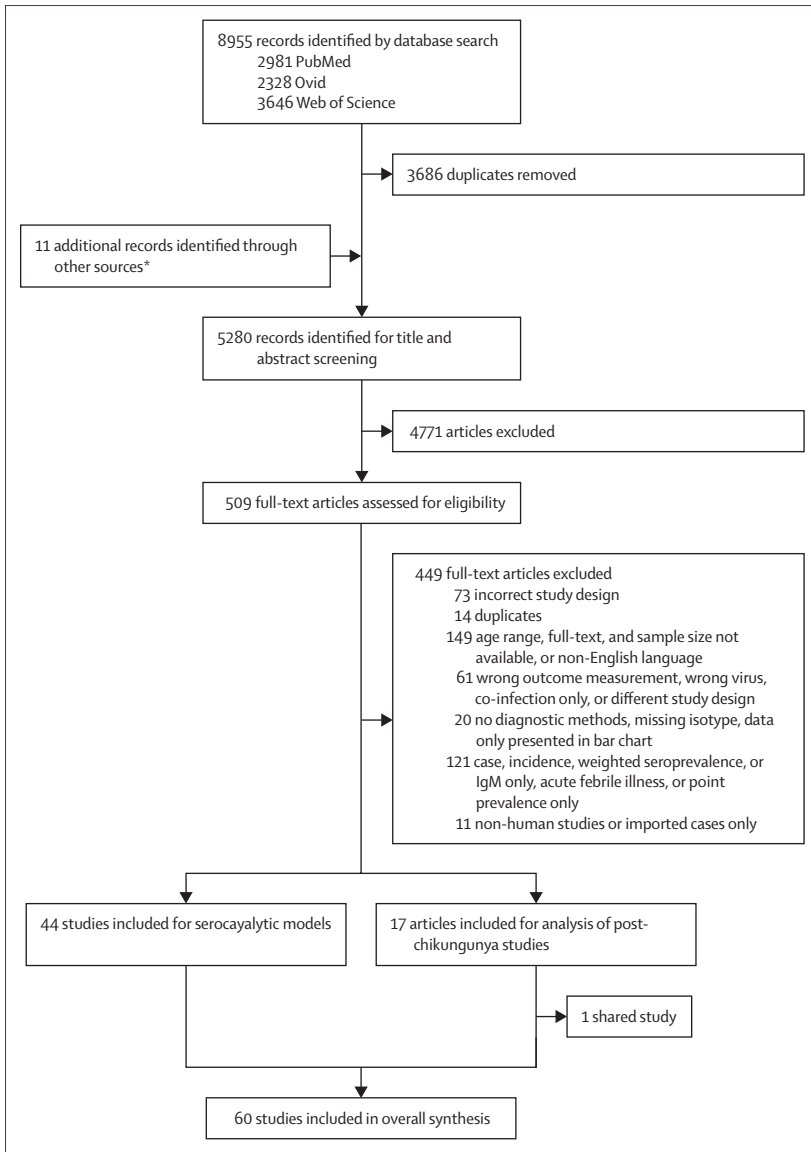 8955 records identified by database search
2981 PubMed
2328 Ovid
3646 Web of Science
3686 duplicates removed
11 additional records identified through
other sources*
5280 records identified for title and
abstract screening
4771 articles excluded
509 full-text articles assessed for eligibility
449 full-text articles excluded
73 incorrect study design
14 duplicates
149 age range, full-text, and sample size not
available, or non-English language
61 wrong outcome measurement, wrong virus,
co-infection only, or different study design
20 no diagnostic methods, missing isotype, data
only presented in bar chart
121 case, incidence, weighted seroprevalence, or
IgM only, acute febrile illness, or point
prevalence only
11 non-human studies or imported cases only
44 studies included for serocayalytic models
17 articles included for analysis of post-
chikungunya studies
1 shared study
60 studies included in overall synthesis